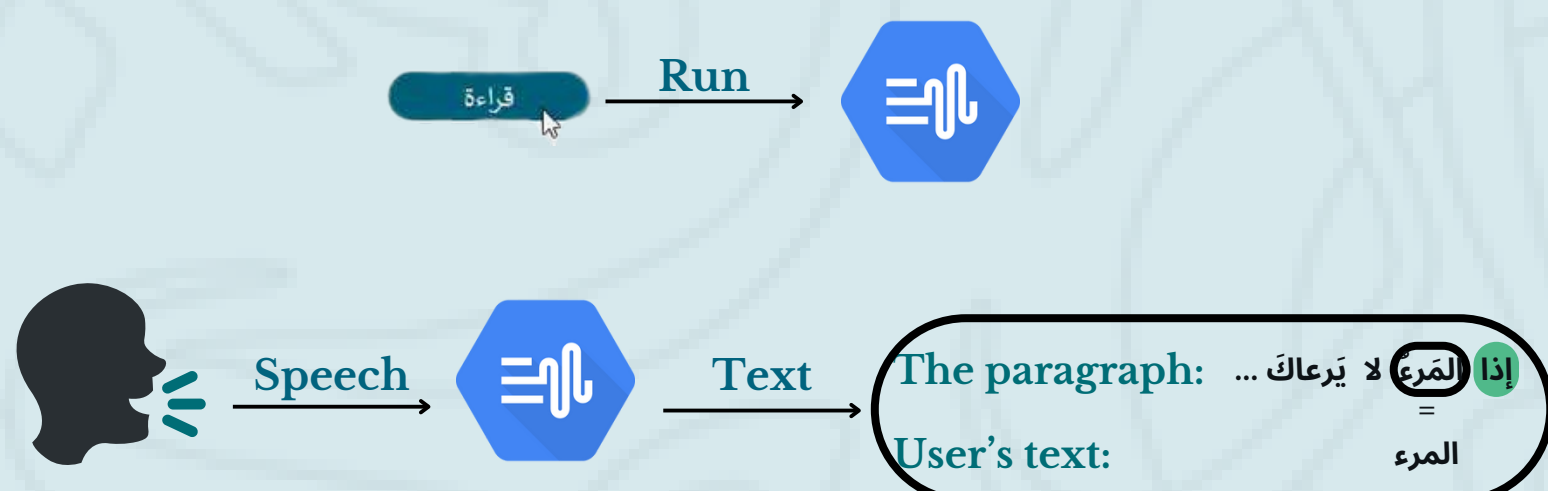 Run
قراءة
Speech
Text
The paragraph: إذا المَرءُ لا يَرعاكَ ...
=
User's text: المرء